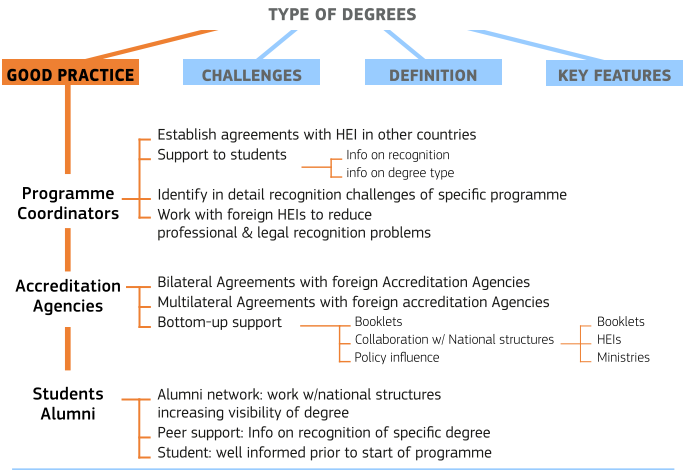 TYPE OF DEGREES
GOOD PRACTICE
CHALLENGES
DEFINITION
KEY FEATURES
Programme
Coordinators
Establish agreements with HEI in other countries
Support to students
Info on recognition
info on degree type
Identify in detail recognition challenges of specific programme
Work with foreign HEIs to reduce
professional & legal recognition problems
Accreditation
Agencies
Bilateral Agreements with foreign Accreditation Agencies
Multilateral Agreements with foreign accreditation Agencies
Bottom-up support
Booklets
Collaboration w/ National structures
Policy influence
Booklets
HEIs
Ministries
Students
Alumni
Alumni network: work w/national structures
increasing visibility of degree
Peer support: Info on recognition of specific degree
Student: well informed prior to start of programme